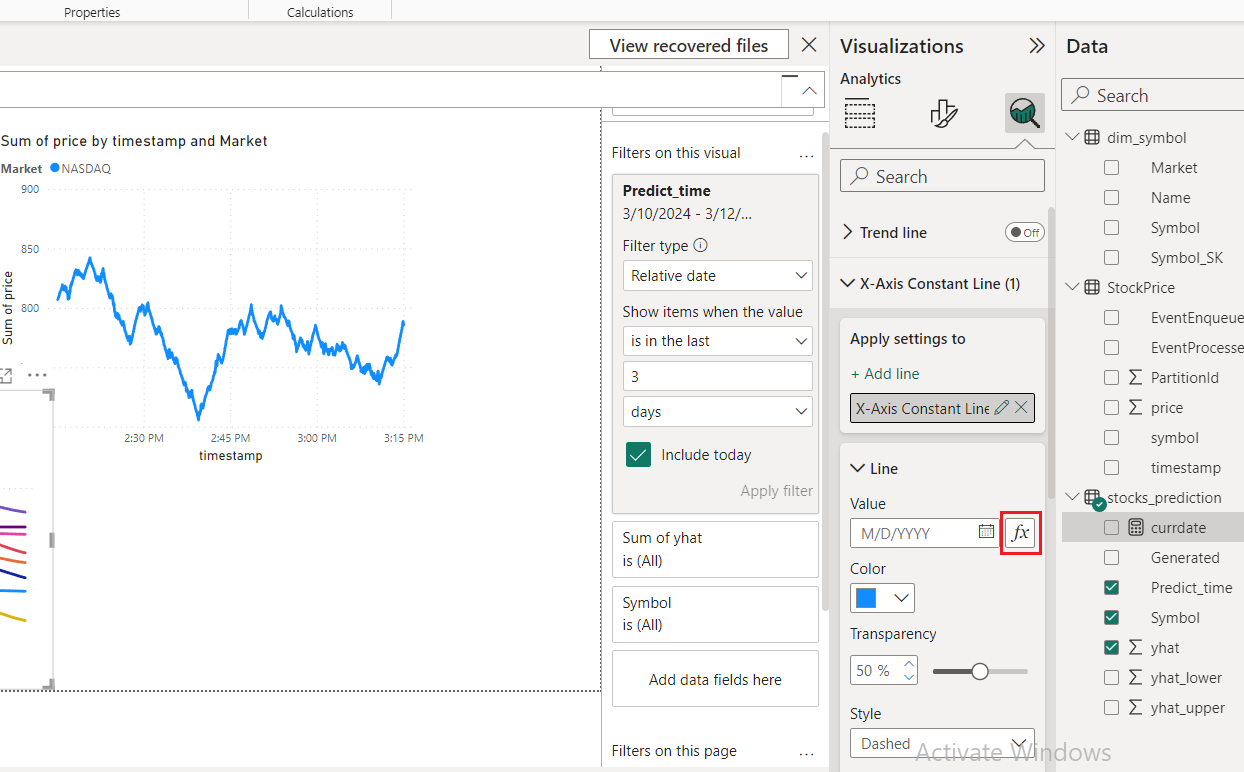 Properties
Calculations
View recovered files
Sum of price by timestamp and Market
Market NASDAQ
900
850
800
Sum of price
2:30 PM 2:45 PM 3:00 PM 3:15 PM
timestamp
Filters on this visual
...
Predict_time
3/10/2024 - 3/12/...
Filter type
Relative date
Show items when the value
is in the last
3
days
Include today
Apply filter
Sum of yhat
is (All)
Symbol
is (All)
Add data fields here
Filters on this page
...
Visualizations
Analytics
Search
Trend line Off
X-Axis Constant Line (1)
Apply settings to
+ Add line
X-Axis Constant Line
Line
Value
M/D/YYYY fx
Color
Transparency
50 %
Style
Dashed
Data
Search
dim_symbol
Market
Name
Symbol
Symbol_SK
StockPrice
EventEnqueue
EventProcesse
PartitionId
price
symbol
timestamp
stocks_prediction
currdate
Generated
Predict_time
Symbol
yhat
yhat_lower
yhat_upper
Activate Windows